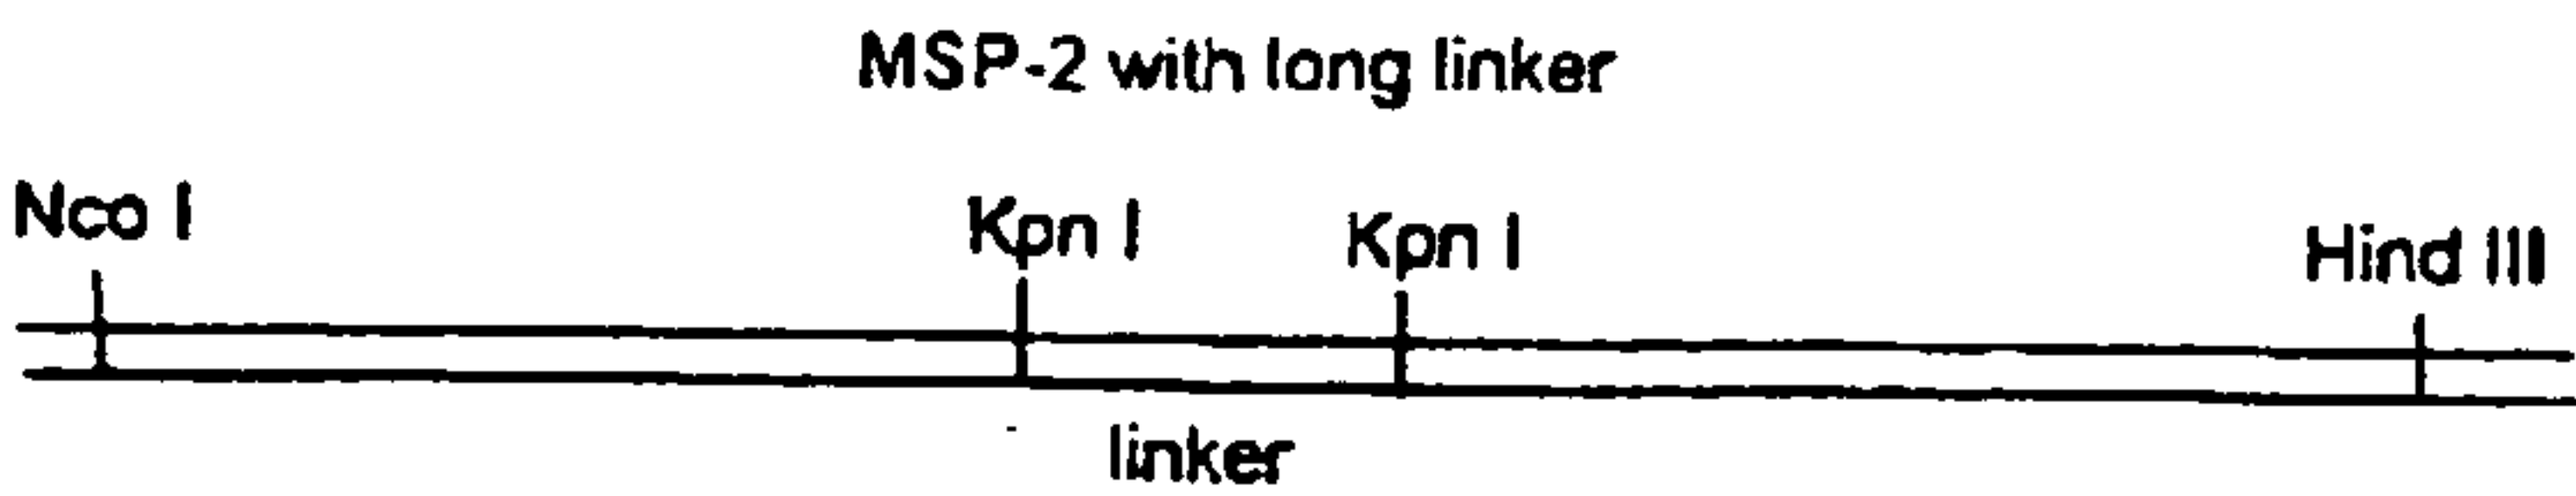 MSP-2 with long linker
Nco I
Kpn I
Kpn I
Hind III
linker